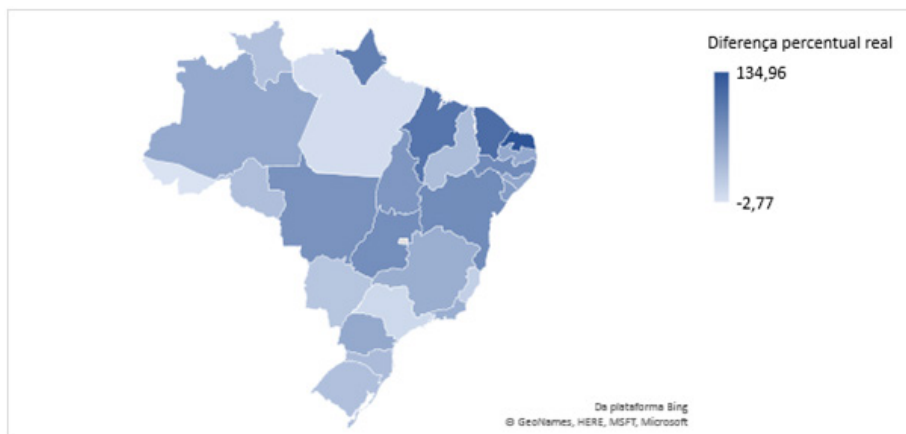 Diferença percentual real
134,96
-2,77
Da plataforma Bing
© GeoNames, HERE, MSFT, Microsoft